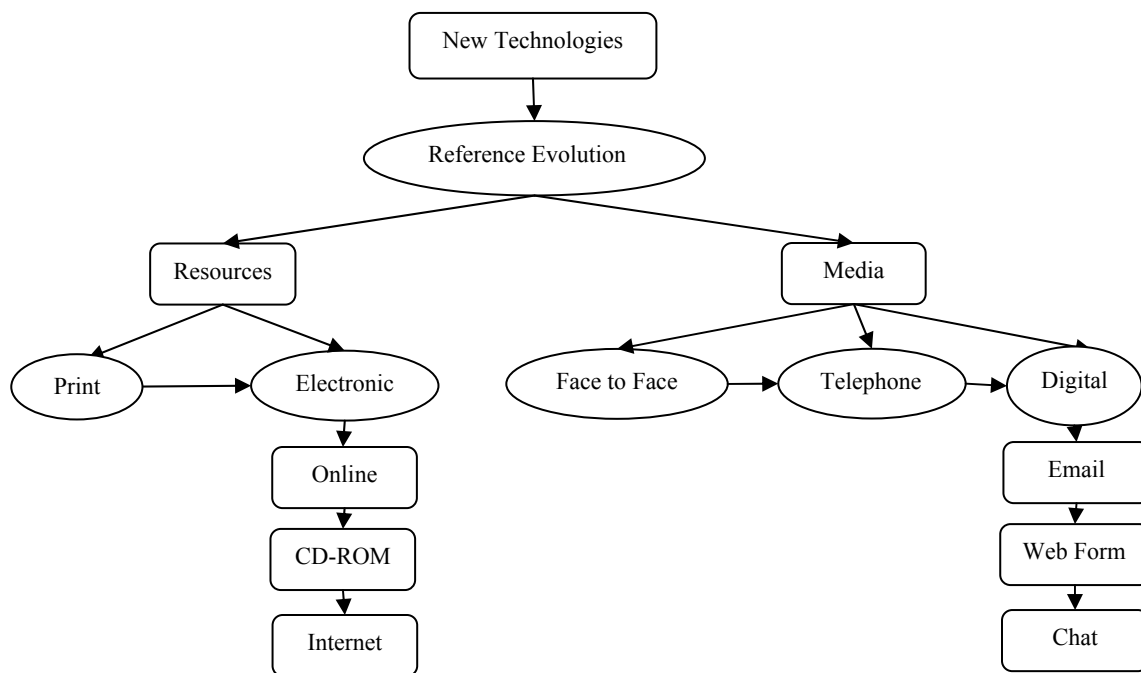 New Technologies
Reference Evolution
Resources
Media
Print
Electronic
Face to Face
Telephone
Digital
Online
Email
CD-ROM
Web Form
Internet
Chat